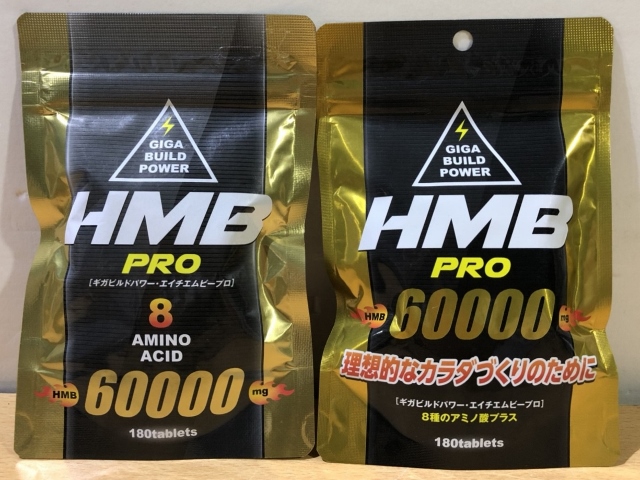 GIGA
BUILD
POWER
HMB
PRO
[ギガビルドパワー・エイチエムビープロ]
8
AMINO
ACID
HMB 60000 mg
180tablets
GIGA
BUILD
POWER
HMB
PRO
HMB 60000 mg
理想的なカラダづくりのために
[ギガビルドパワー・エイチエムビープロ]
8種のアミノ酸プラス
180tablets